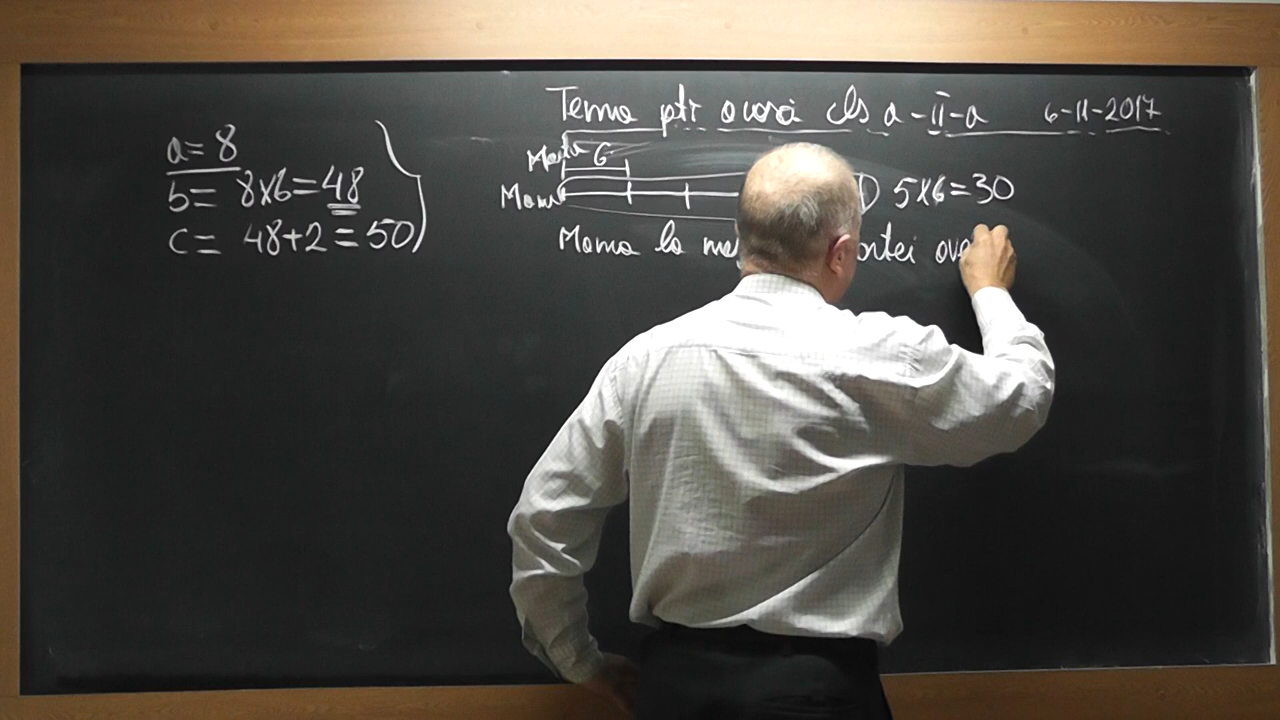 a=8
b= 8x6=48
c= 48+2=50
Tema ptr acasă cls a-II-a 6-11-2017
6
Mama
5x6=30
Mama la